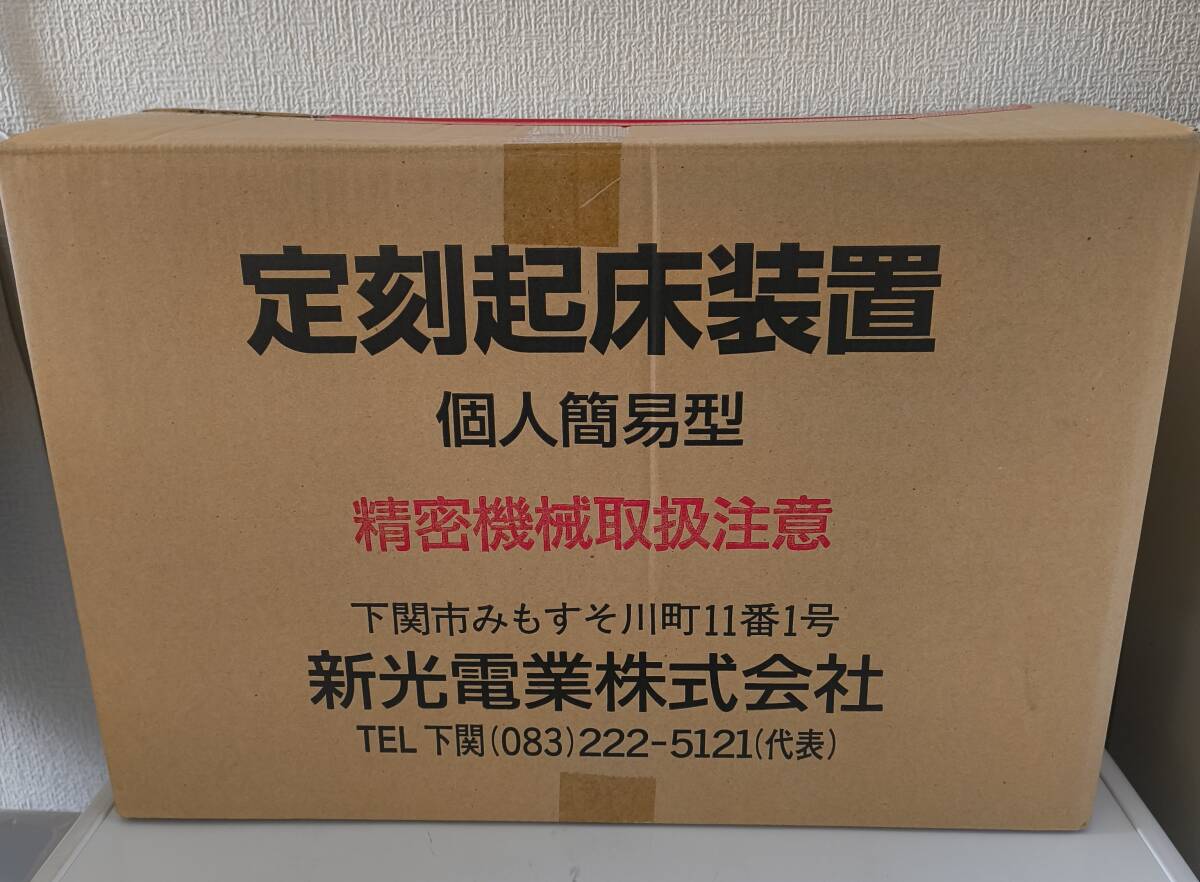 定刻起床装置
個人簡易型
精密機械取扱注意
下関市みもすそ川町11番1号
新光電業株式会社
TEL 下関(083)222-5121(代表)